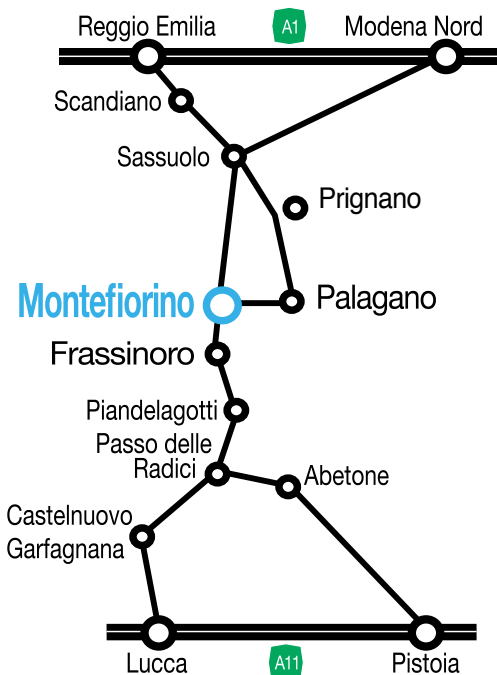 Reggio Emilia
A1
Modena Nord
Scandiano
Sassuolo
Prignano
Montefiorino
Palagano
Frassinoro
Piandelagotti
Passo delle
Radici
Abetone
Castelnuovo
Garfagnana
Lucca
A11
Pistoia